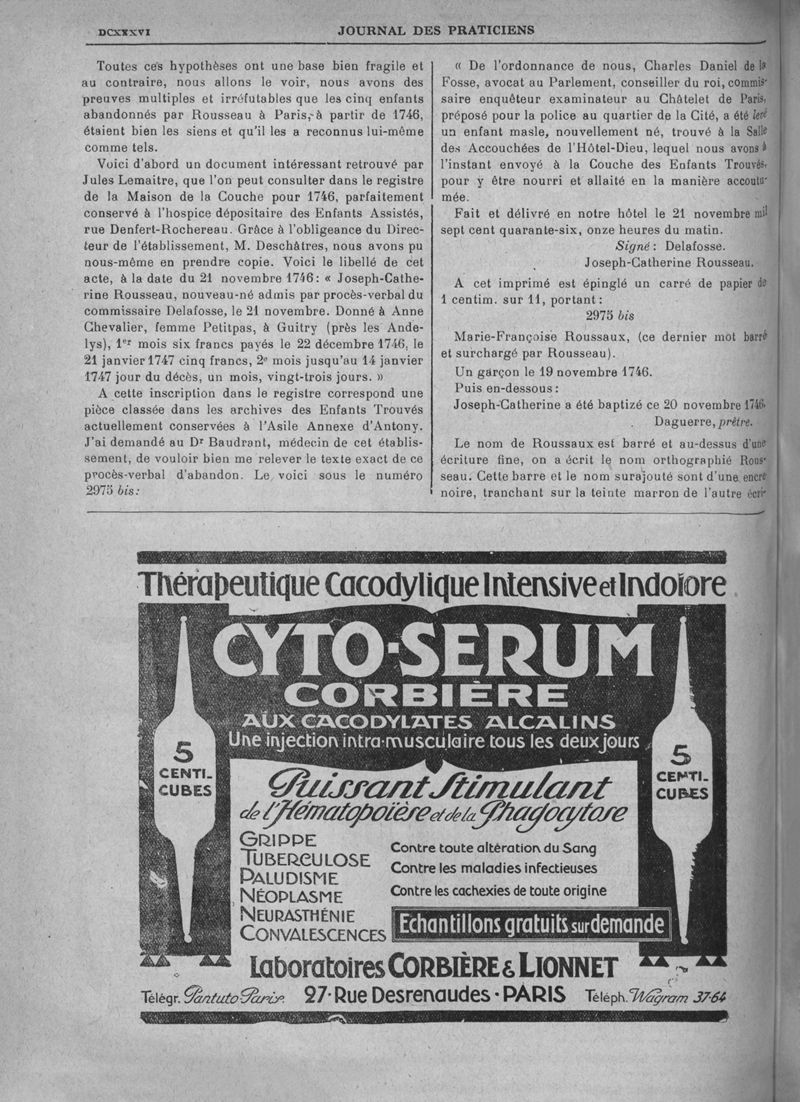 DCXXXVI
JOURNAL DES PRATICIENS
Toutes ces hypothèses ont une base bien fragile et
au contraire, nous allons le voir, nous avons des
preuves multiples et irréfutables que les cinq enfants
abandonnés par Rousseau à Paris, à partir de 1746,
étaient bien les siens et qu'il les a reconnus lui-même
comme tels.
Voici d'abord un document intéressant retrouvé par
Jules Lemaitre, que l'on peut consulter dans le registre
de la Maison de la Couche pour 1746, parfaitement
conservé à l'hospice dépositaire des Enfants Assistés,
rue Denfert-Rochereau. Grâce à l'obligeance du Direc-
teur de l'établissement, M. Deschâtres, nous avons pu
nous-même en prendre copie. Voici le libellé de cet
acte, à la date du 21 novembre 1746: « Joseph-Cathe-
rine Rousseau, nouveau-né admis par procès-verbal du
commissaire Delafosse, le 21 novembre. Donné à Anne
Chevalier, femme Petitpas, à Guitry (près les Ande-
lys), 1er mois six francs payés le 22 décembre 1746, le
21 janvier 1747 cinq francs, 2e mois jusqu'au 14 janvier
1747 jour du décès, un mois, vingt-trois jours. »
A cette inscription dans le registre correspond une
pièce classée dans les archives des Enfants Trouvés
actuellement conservées à l'Asile Annexe d'Antony.
J'ai demandé au Dr Baudrant, médecin de cet établis-
sement, de vouloir bien me relever le texte exact de ce
procès-verbal d'abandon. Le voici sous le numéro
2975 bis:
« De l'ordonnance de nous, Charles Daniel de la
Fosse, avocat au Parlement, conseiller du roi, commis-
saire enquêteur examinateur au Châtelet de Paris,
préposé pour la police au quartier de la Cité, a été levé
un enfant masle, nouvellement né, trouvé à la Salle
des Accouchées de l'Hôtel-Dieu, lequel nous avons à
l'instant envoyé à la Couche des Enfants Trouvés,
pour y être nourri et allaité en la manière accoutu-
mée.
Fait et délivré en notre hôtel le 21 novembre mil
sept cent quarante-six, onze heures du matin.
Signé: Delafosse.
Joseph-Catherine Rousseau.
A cet imprimé est épinglé un carré de papier de
1 centim. sur 11, portant:
2975 bis
Marie-Françoise Roussaux, (ce dernier mot barré
et surchargé par Rousseau).
Un garçon le 19 novembre 1746.
Puis en-dessous:
Joseph-Catherine a été baptizé ce 20 novembre 1746.
Daguerre, prêtre.
Le nom de Roussaux est barré et au-dessus d'une
écriture fine, on a écrit le nom orthographié Rous-
seau. Cette barre et le nom surajouté sont d'une encre
noire, tranchant sur la teinte marron de l'autre écri-
Thérapeutique Cacodylique Intensive et Indolore
CYTO-SERUM
CORBIÈRE
AUX CACODYLATES ALCALINS
Une injection intra-musculaire tous les deux jours
5
CENTI-
CUBES
5
CENTI-
CUBES
Puissant Stimulant
de l'Hématopoïèse et de la Phagocytose
GRIPPE
TUBERCULOSE
PALUDISME
NÉOPLASME
NEURASTHÉNIE
CONVALESCENCES
Contre toute altération du Sang
Contre les maladies infectieuses
Contre les cachexies de toute origine
Echantillons gratuits sur demande
Laboratoires CORBIÈRE & LIONNET
Télégr. Pantuto Paris. 27·Rue Desrenaudes·PARIS Téléph. Wagram 37-64